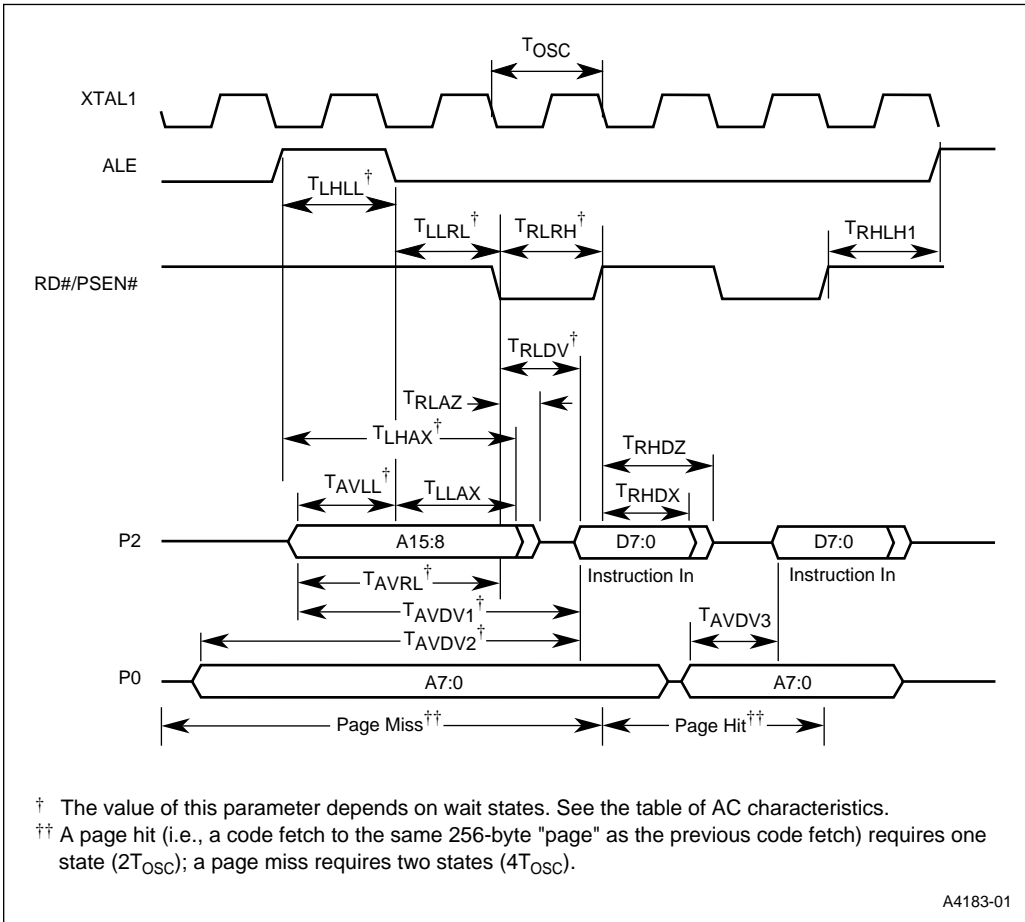 TOSC
XTAL1
ALE
TLHLL†
TLLRL† TRLRH† TRHLH1
RD#/PSEN#
TRLDV†
TRLAZ
TLHAX†
TRHDZ
TAVLL† TLLAX TRHDX
P2 A15:8 D7:0 D7:0
Instruction In Instruction In
TAVRL†
TAVDV1†
TAVDV2† TAVDV3
P0 A7:0 A7:0
Page Miss†† Page Hit††
† The value of this parameter depends on wait states. See the table of AC characteristics.
†† A page hit (i.e., a code fetch to the same 256-byte "page" as the previous code fetch) requires one
state (2TOSC); a page miss requires two states (4TOSC).
A4183-01